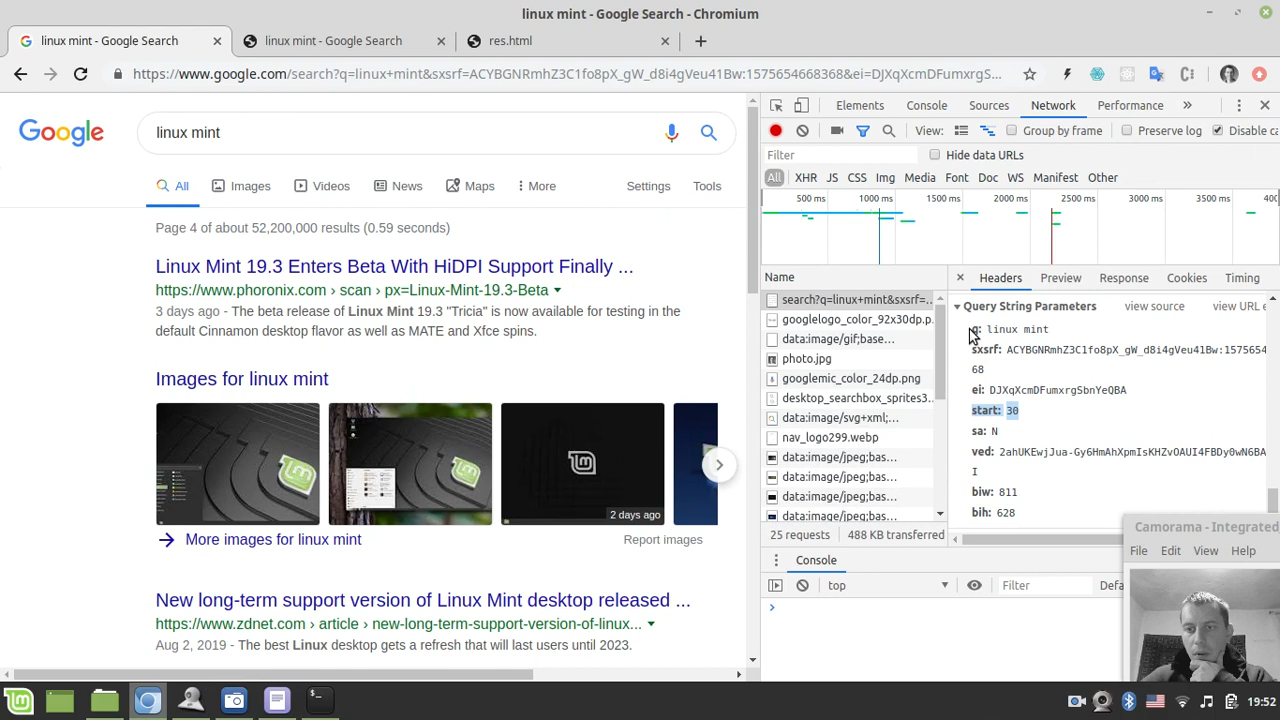 linux mint - Google Search - Chromium
linux mint - Google Search
linux mint - Google Search
res.html
https://www.google.com/search?q=linux+mint&sxsrf=ACYBGNRmhZ3C1fo8pX_gW_d8i4gVeu41Bw:1575654668368&ei=DJXqXcmDFumxrgS...
Google
linux mint
All
Images
Videos
News
Maps
More
Settings
Tools
Page 4 of about 52,200,000 results (0.59 seconds)
Linux Mint 19.3 Enters Beta With HiDPI Support Finally ...
https://www.phoronix.com › scan › px=Linux-Mint-19.3-Beta
3 days ago - The beta release of Linux Mint 19.3 "Tricia" is now available for testing in the
default Cinnamon desktop flavor as well as MATE and Xfce spins.
Images for linux mint
2 days ago
More images for linux mint
Report images
New long-term support version of Linux Mint desktop released ...
https://www.zdnet.com › article › new-long-term-support-version-of-linux...
Aug 2, 2019 - The best Linux desktop gets a refresh that will last users until 2023.
Elements
Console
Sources
Network
Performance
»
View:
Group by frame
Preserve log
Disable ca
Filter
Hide data URLs
All
XHR
JS
CSS
Img
Media
Font
Doc
WS
Manifest
Other
500 ms
1000 ms
1500 ms
2000 ms
2500 ms
3000 ms
3500 ms
400
Name
search?q=linux+mint&sxsrf=...
googlelogo_color_92x30dp.p...
data:image/gif;base...
photo.jpg
googlemic_color_24dp.png
desktop_searchbox_sprites3...
data:image/svg+xml;...
nav_logo299.webp
data:image/jpeg;bas...
data:image/jpeg;bas...
data:image/jpeg;bas...
data:image/jpeg;bas...
25 requests
488 KB transferred
Headers
Preview
Response
Cookies
Timing
Query String Parameters
view source
view URL e
q: linux mint
sxsrf: ACYBGNRmhZ3C1fo8pX_gW_d8i4gVeu41Bw:1575654
68
ei: DJXqXcmDFumxrgSbnYeQBA
start: 30
sa: N
ved: 2ahUKEwjJua-Gy6HmAhXpmIsKHZvOAUI4FBDy0wN6BA
I
biw: 811
bih: 628
Console
top
Filter
Defa
Camorama - Integrated
File
Edit
View
Help
19:52